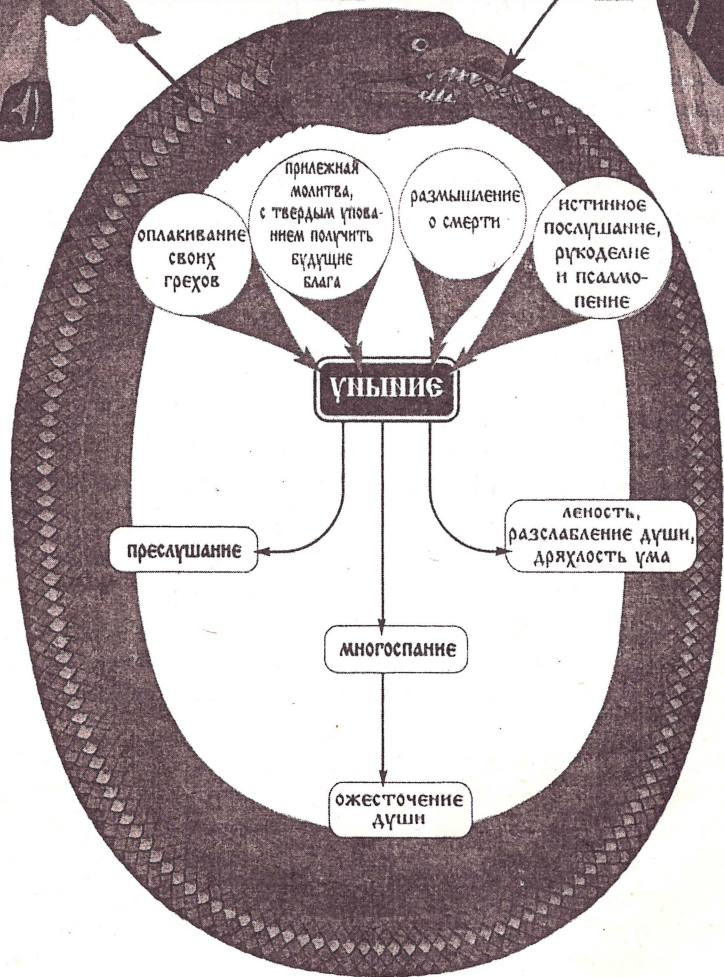 оплакивание
своих
грехов
прилежная
молитва,
с твердым упова-
нием получить
будущие
блага
размышление
о смерти
истинное
послушание,
рукоделие
и псалмо-
пение
уныние
преслушание
леность,
разслабление души,
дряхлость ума
многоспание
ожесточение
души